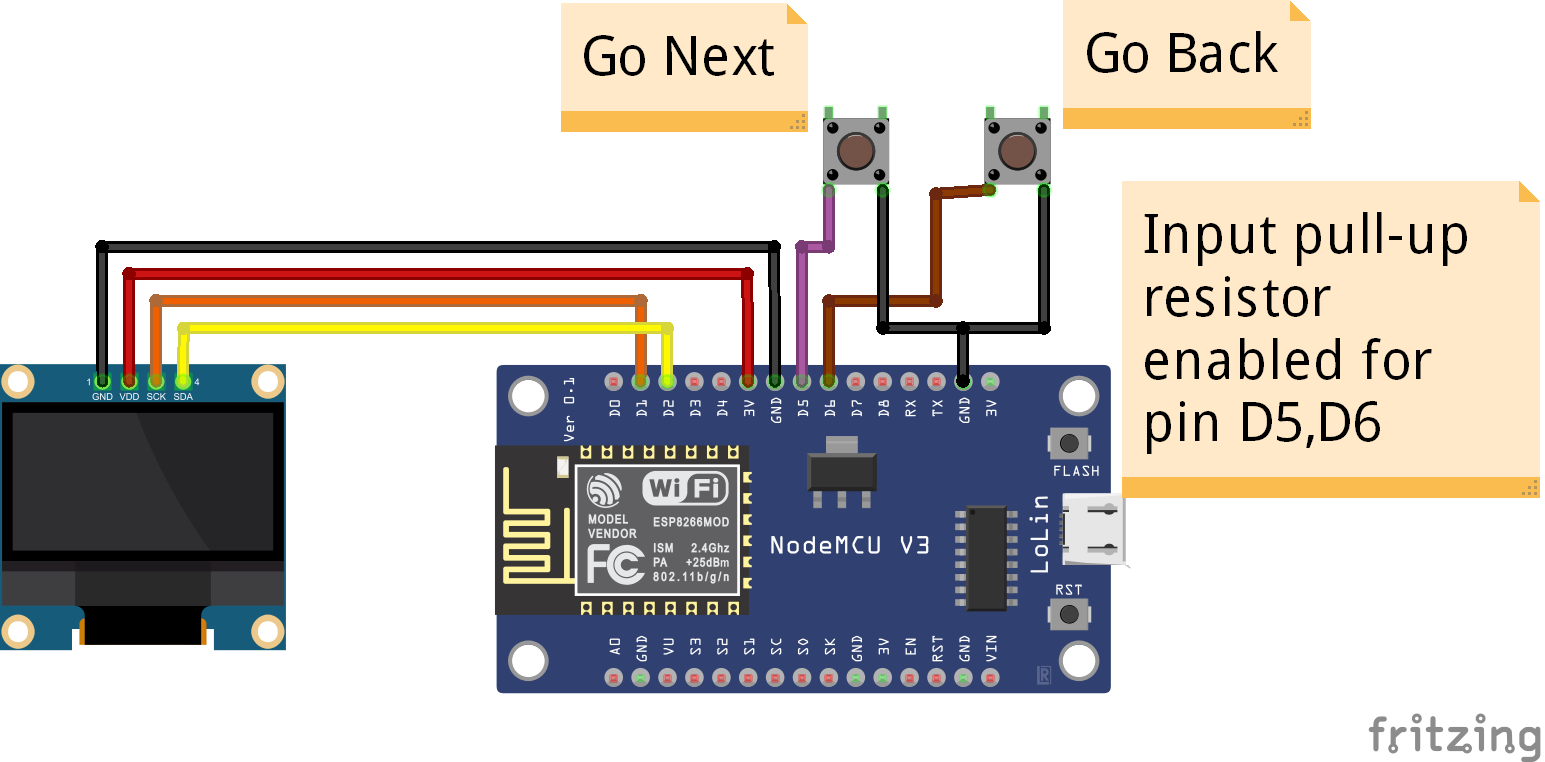 Go Next
Go Back
Input pull-up
resistor
enabled for
pin D5,D6
1 4
GND VDD SCK SDA
Ver 0.1
D0 D1 D2 D3 D4 3V GND D5 D6 D7 D8 RX TX GND 3V
FLASH
WiFi
MODEL
VENDOR
ESP8266MOD
FC
ISM 2.4Ghz
PA +25dBm
802.11b/g/n
NodeMCU V3
LoLin
RST
A0 GND VU S3 S2 S1 SC S0 SK GND 3V EN RST GND VIN
fritzing